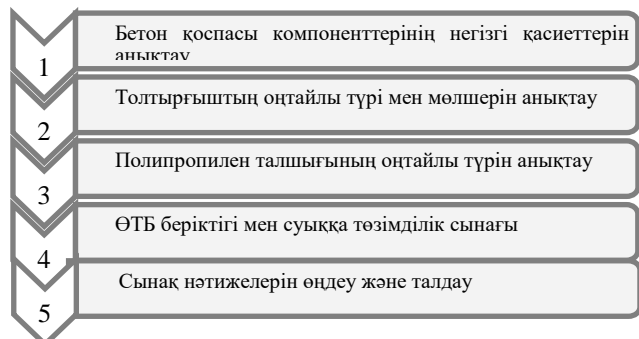 1
Бетон қоспасы компоненттерінің негізгі қасиеттерін
анықтау
2
Толтырғыштың оңтайлы түрі мен мөлшерін анықтау
3
Полипропилен талшығының оңтайлы түрін анықтау
4
ӨТБ беріктігі мен суыққа төзімділік сынағы
5
Сынақ нәтижелерін өңдеу және талдау